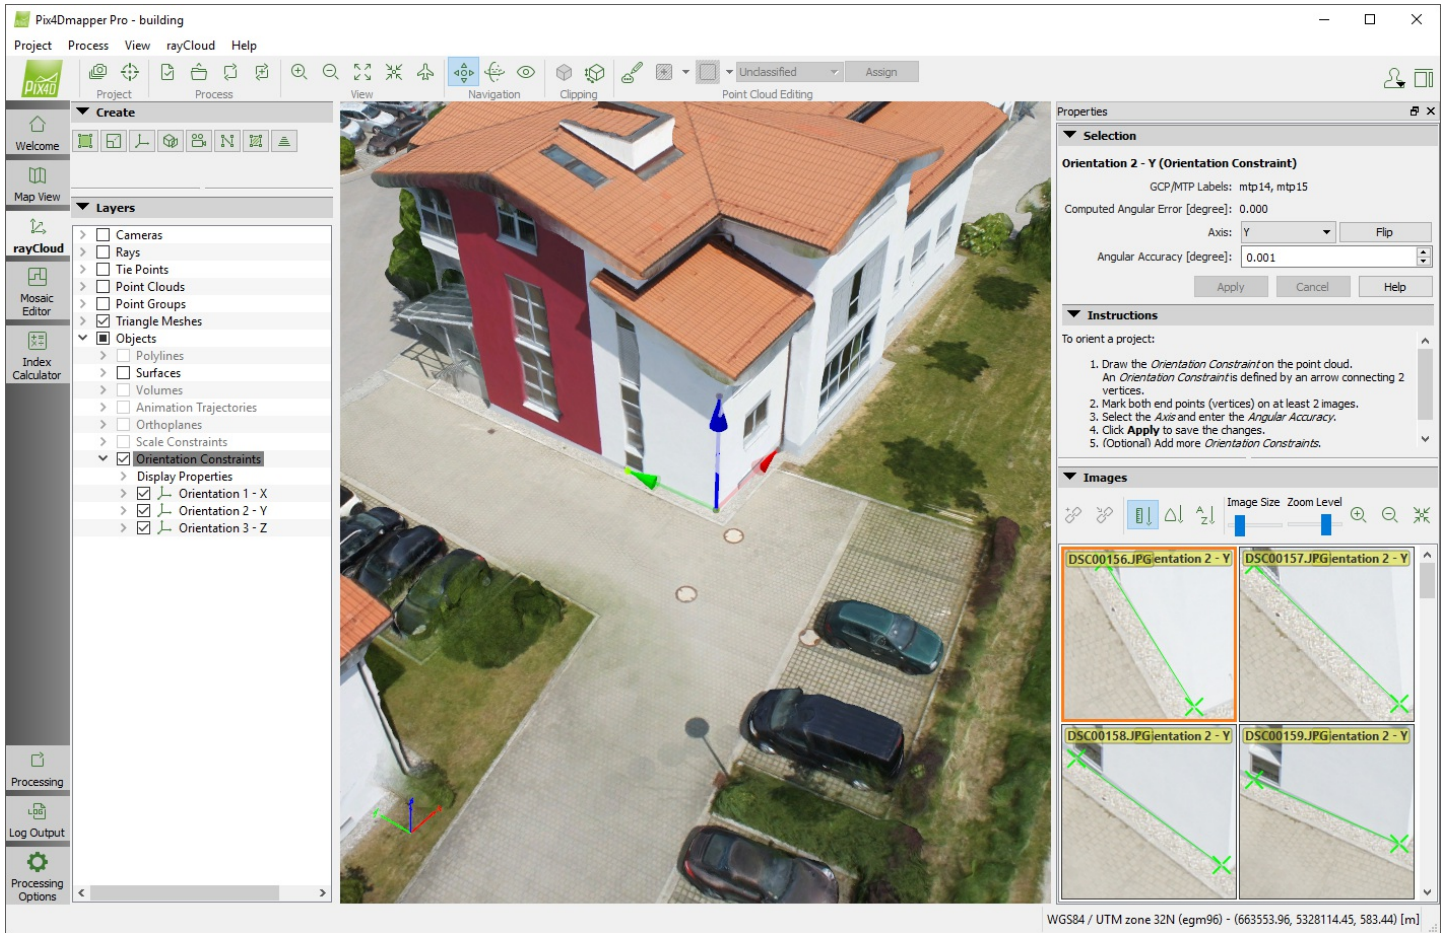 Pix4Dmapper Pro - building
Project Process View rayCloud Help
PIX4D
Project Process View Navigation Clipping Point Cloud Editing
Unclassified Assign
Welcome
Map View
rayCloud
Mosaic
Editor
Index
Calculator
Processing
Log Output
Processing
Options
Create
Layers
Cameras
Rays
Tie Points
Point Clouds
Point Groups
Triangle Meshes
Objects
Polylines
Surfaces
Volumes
Animation Trajectories
Orthoplanes
Scale Constraints
Orientation Constraints
Display Properties
Orientation 1 - X
Orientation 2 - Y
Orientation 3 - Z
Properties
Selection
Orientation 2 - Y (Orientation Constraint)
GCP/MTP Labels: mtp14, mtp15
Computed Angular Error [degree]: 0.000
Axis: Y Flip
Angular Accuracy [degree]: 0.001
Apply Cancel Help
Instructions
To orient a project:
1. Draw the Orientation Constraint on the point cloud.
An Orientation Constraint is defined by an arrow connecting 2
vertices.
2. Mark both end points (vertices) on at least 2 images.
3. Select the Axis and enter the Angular Accuracy.
4. Click Apply to save the changes.
5. (Optional) Add more Orientation Constraints.
Images
Image Size Zoom Level
DSC00156.JPG entation 2 - Y
DSC00157.JPG entation 2 - Y
DSC00158.JPG entation 2 - Y
DSC00159.JPG entation 2 - Y
WGS84 / UTM zone 32N (egm96) - (663553.96, 5328114.45, 583.44) [m]